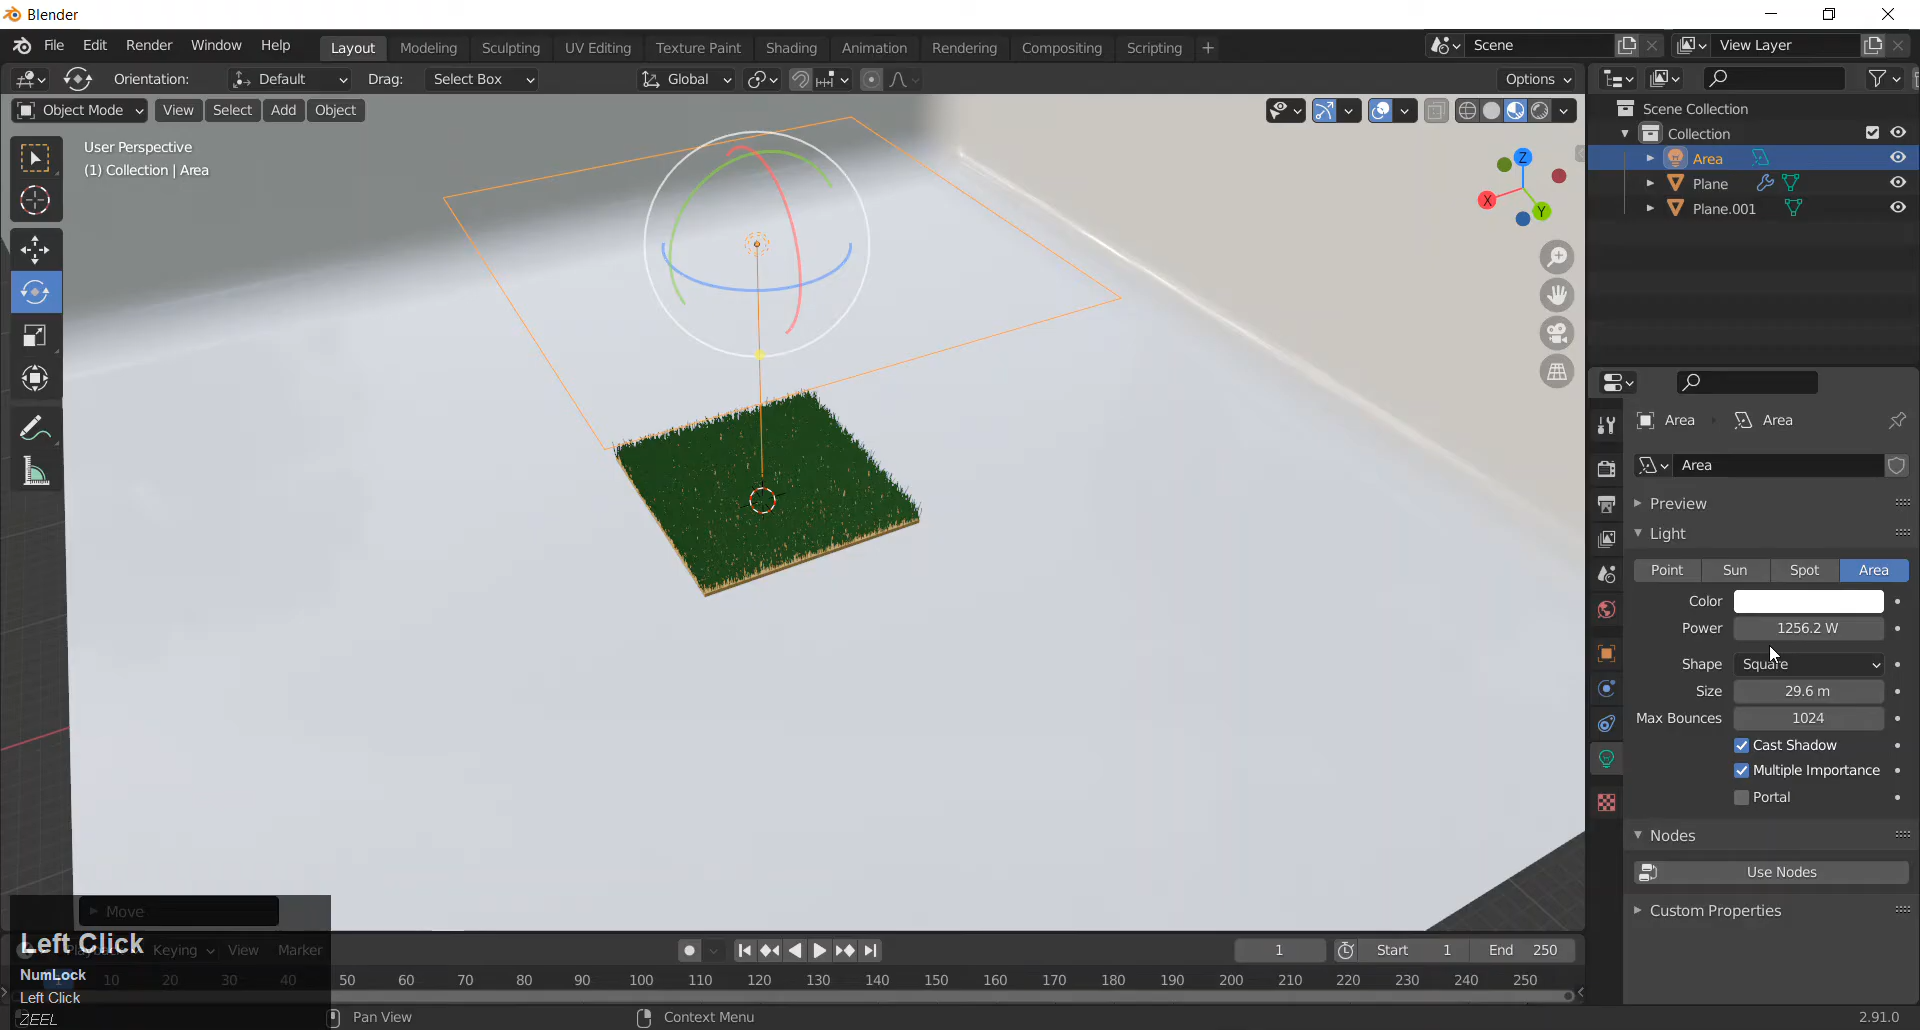 Blender
File Edit Render Window Help Layout Modeling Sculpting UV Editing Texture Paint Shading Animation Rendering Compositing Scripting + Scene View Layer
Orientation: Default Drag: Select Box Global Options
Object Mode View Select Add Object
User Perspective
(1) Collection | Area
Z
X
Y
Scene Collection
Collection
Area
Plane
Plane.001
Area Area
Area
Preview
Light
Point Sun Spot Area
Color
Power 1256.2 W
Shape Square
Size 29.6 m
Max Bounces 1024
Cast Shadow
Multiple Importance
Portal
Nodes
Use Nodes
Custom Properties
Move
Left Click
Keying View Marker 1 Start 1 End 250
NumLock
1 10 20 30 40 50 60 70 80 90 100 110 120 130 140 150 160 170 180 190 200 210 220 230 240 250
Left Click
ZEEL
Pan View Context Menu 2.91.0